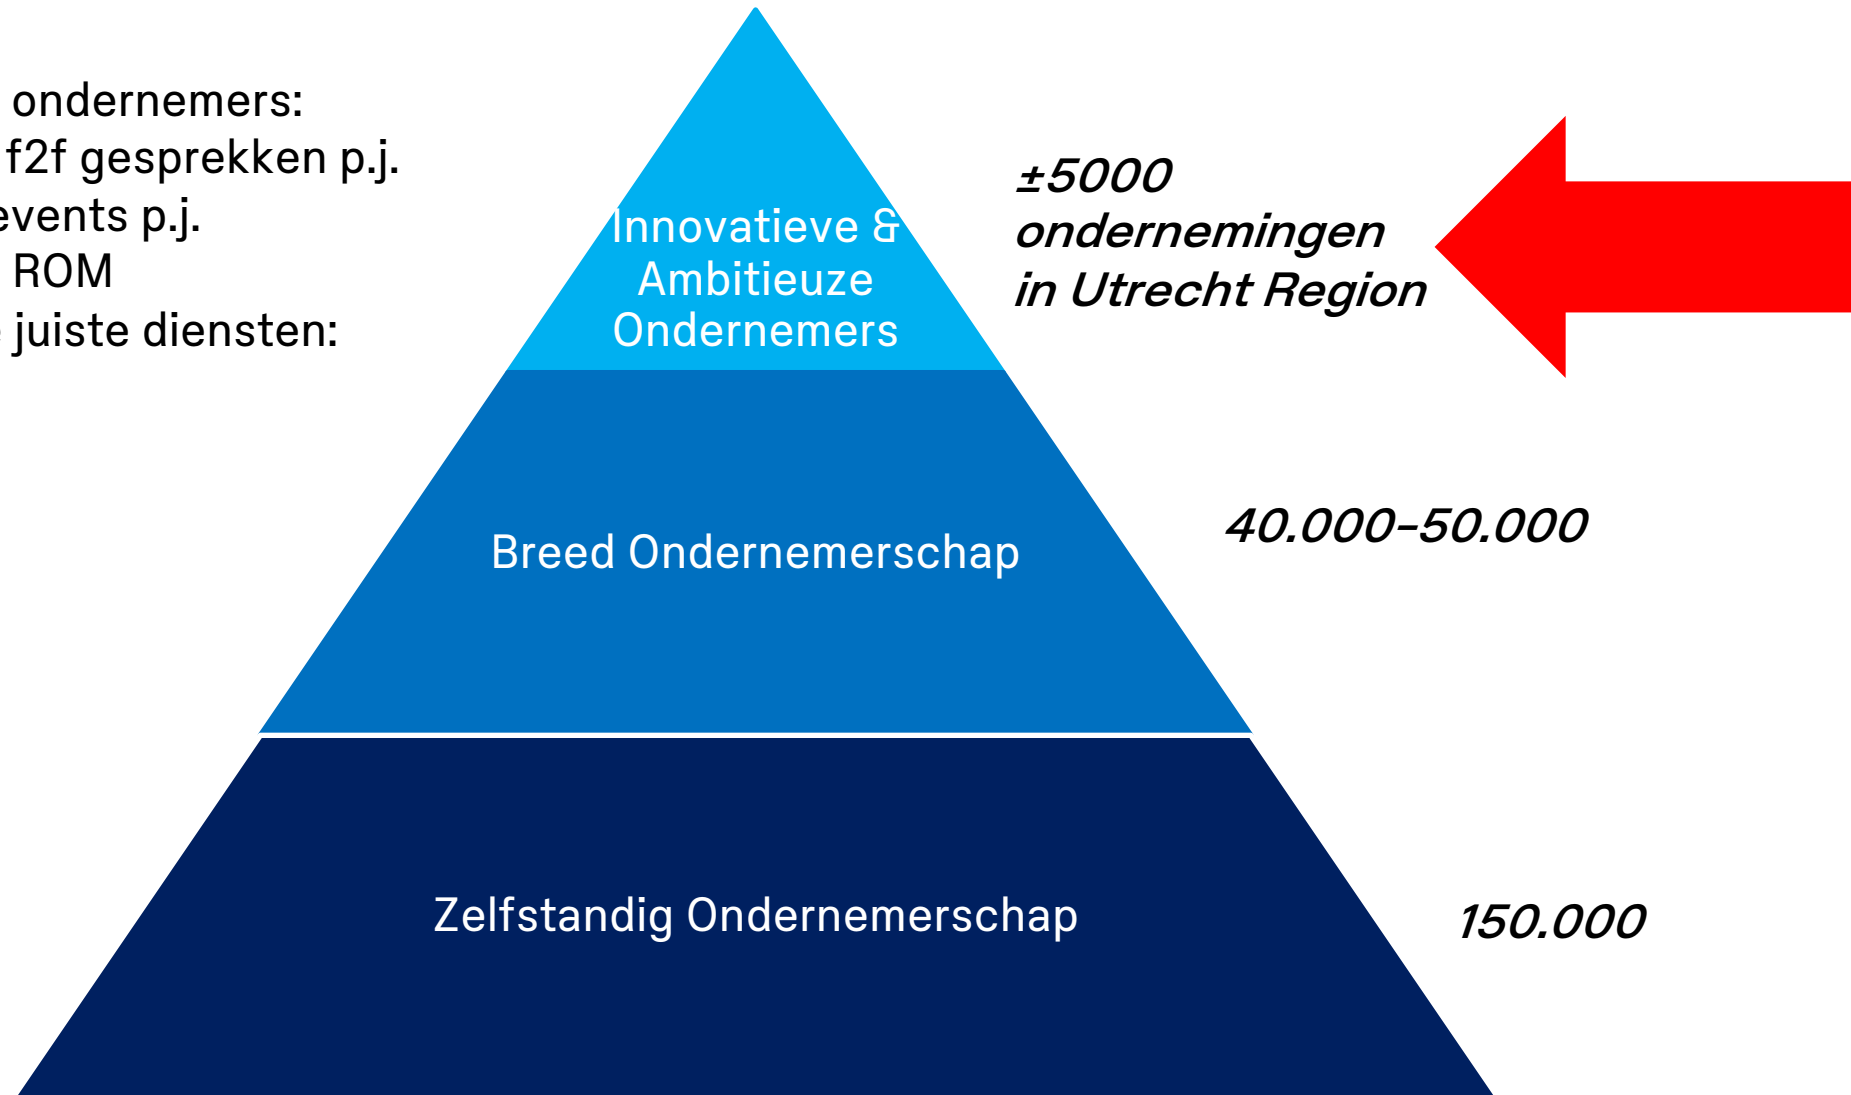 ondernemers:
f2f gesprekken p.j.
events p.j.
ROM
juiste diensten:
Innovatieve &
Ambitieuze
Ondernemers
±5000
ondernemingen
in Utrecht Region
Breed Ondernemerschap
40.000-50.000
Zelfstandig Ondernemerschap
150.000